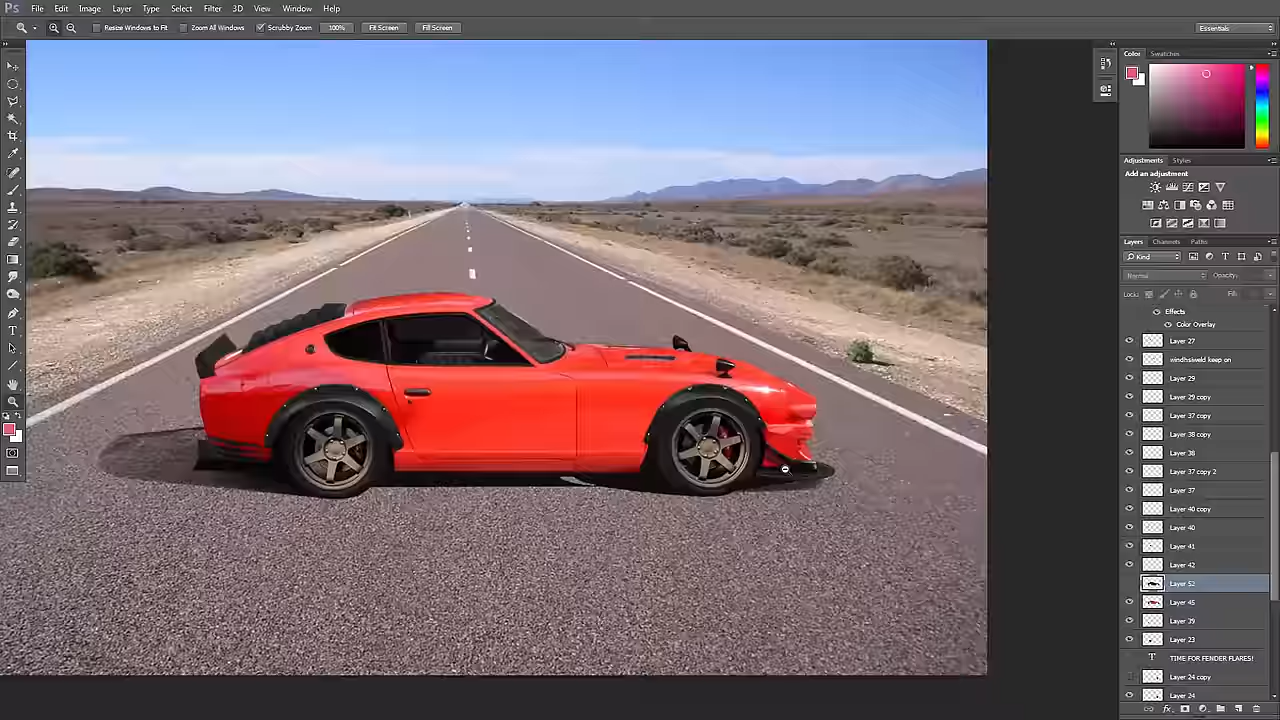 Ps File Edit Image Layer Type Select Filter 3D View Window Help
Resize Windows to Fit Zoom All Windows Scrubby Zoom 100% Fit Screen Fill Screen Essentials
Color Swatches
Adjustments Styles
Add an adjustment
Layers Channels Paths
Kind
Normal Opacity:
Lock: Fill:
Effects
Color Overlay
Layer 27
windhsiweld keep on
Layer 29
Layer 29 copy
Layer 37 copy
Layer 38 copy
Layer 38
Layer 37 copy 2
Layer 37
Layer 40 copy
Layer 40
Layer 41
Layer 42
Layer 52
Layer 45
Layer 39
Layer 23
T TIME FOR FENDER FLARES!
Layer 24 copy
Layer 24
fx